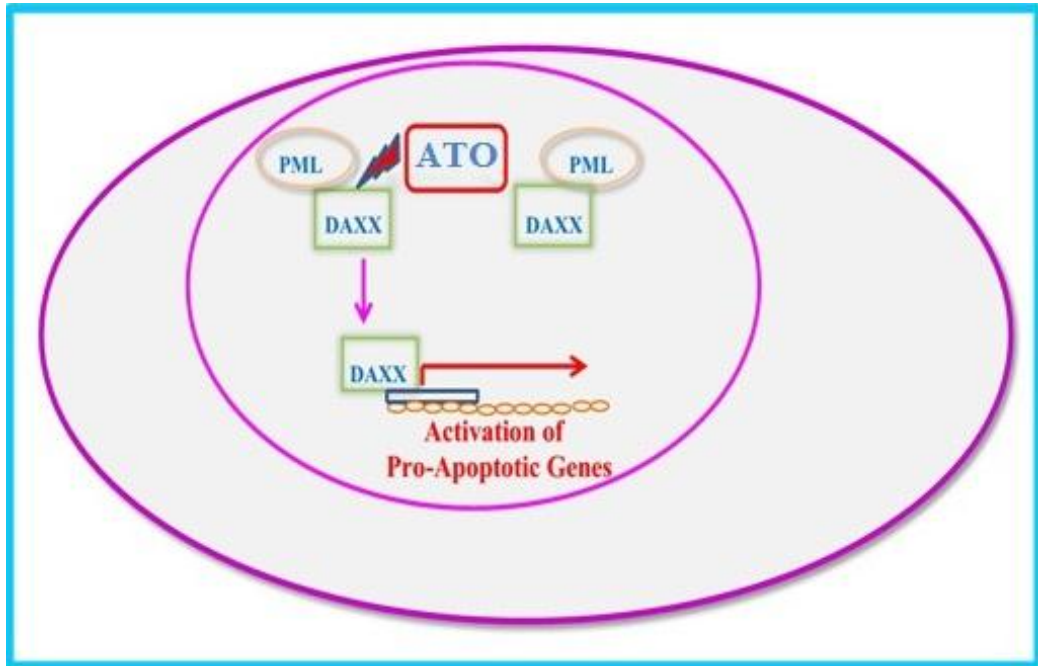 PML
ATO
PML
DAXX
DAXX
DAXX
Activation of
Pro-Apoptotic Genes